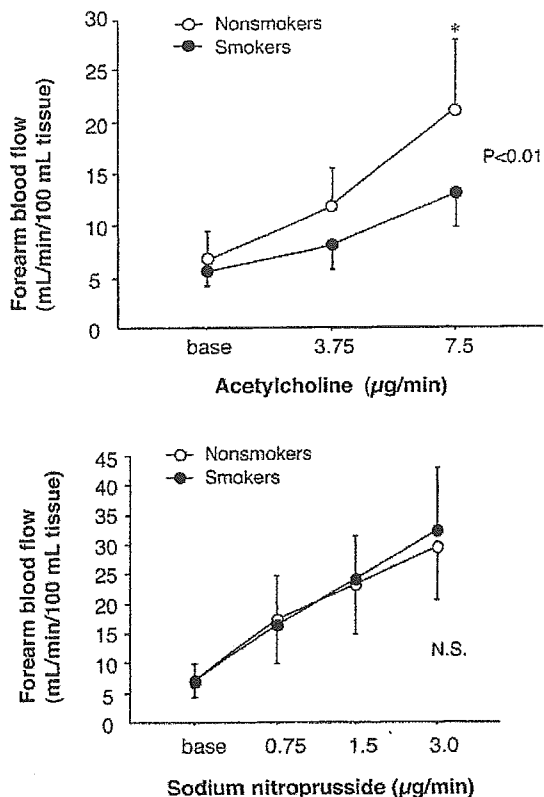 Nonsmokers
Smokers
Forearm blood flow
(mL/min/100 mL tissue)
30
25
20
15
10
5
0
*
P<0.01
base 3.75 7.5
Acetylcholine (µg/min)
Nonsmokers
Smokers
Forearm blood flow
(mL/min/100 mL tissue)
45
40
35
30
25
20
15
10
5
0
N.S.
base 0.75 1.5 3.0
Sodium nitroprusside (µg/min)